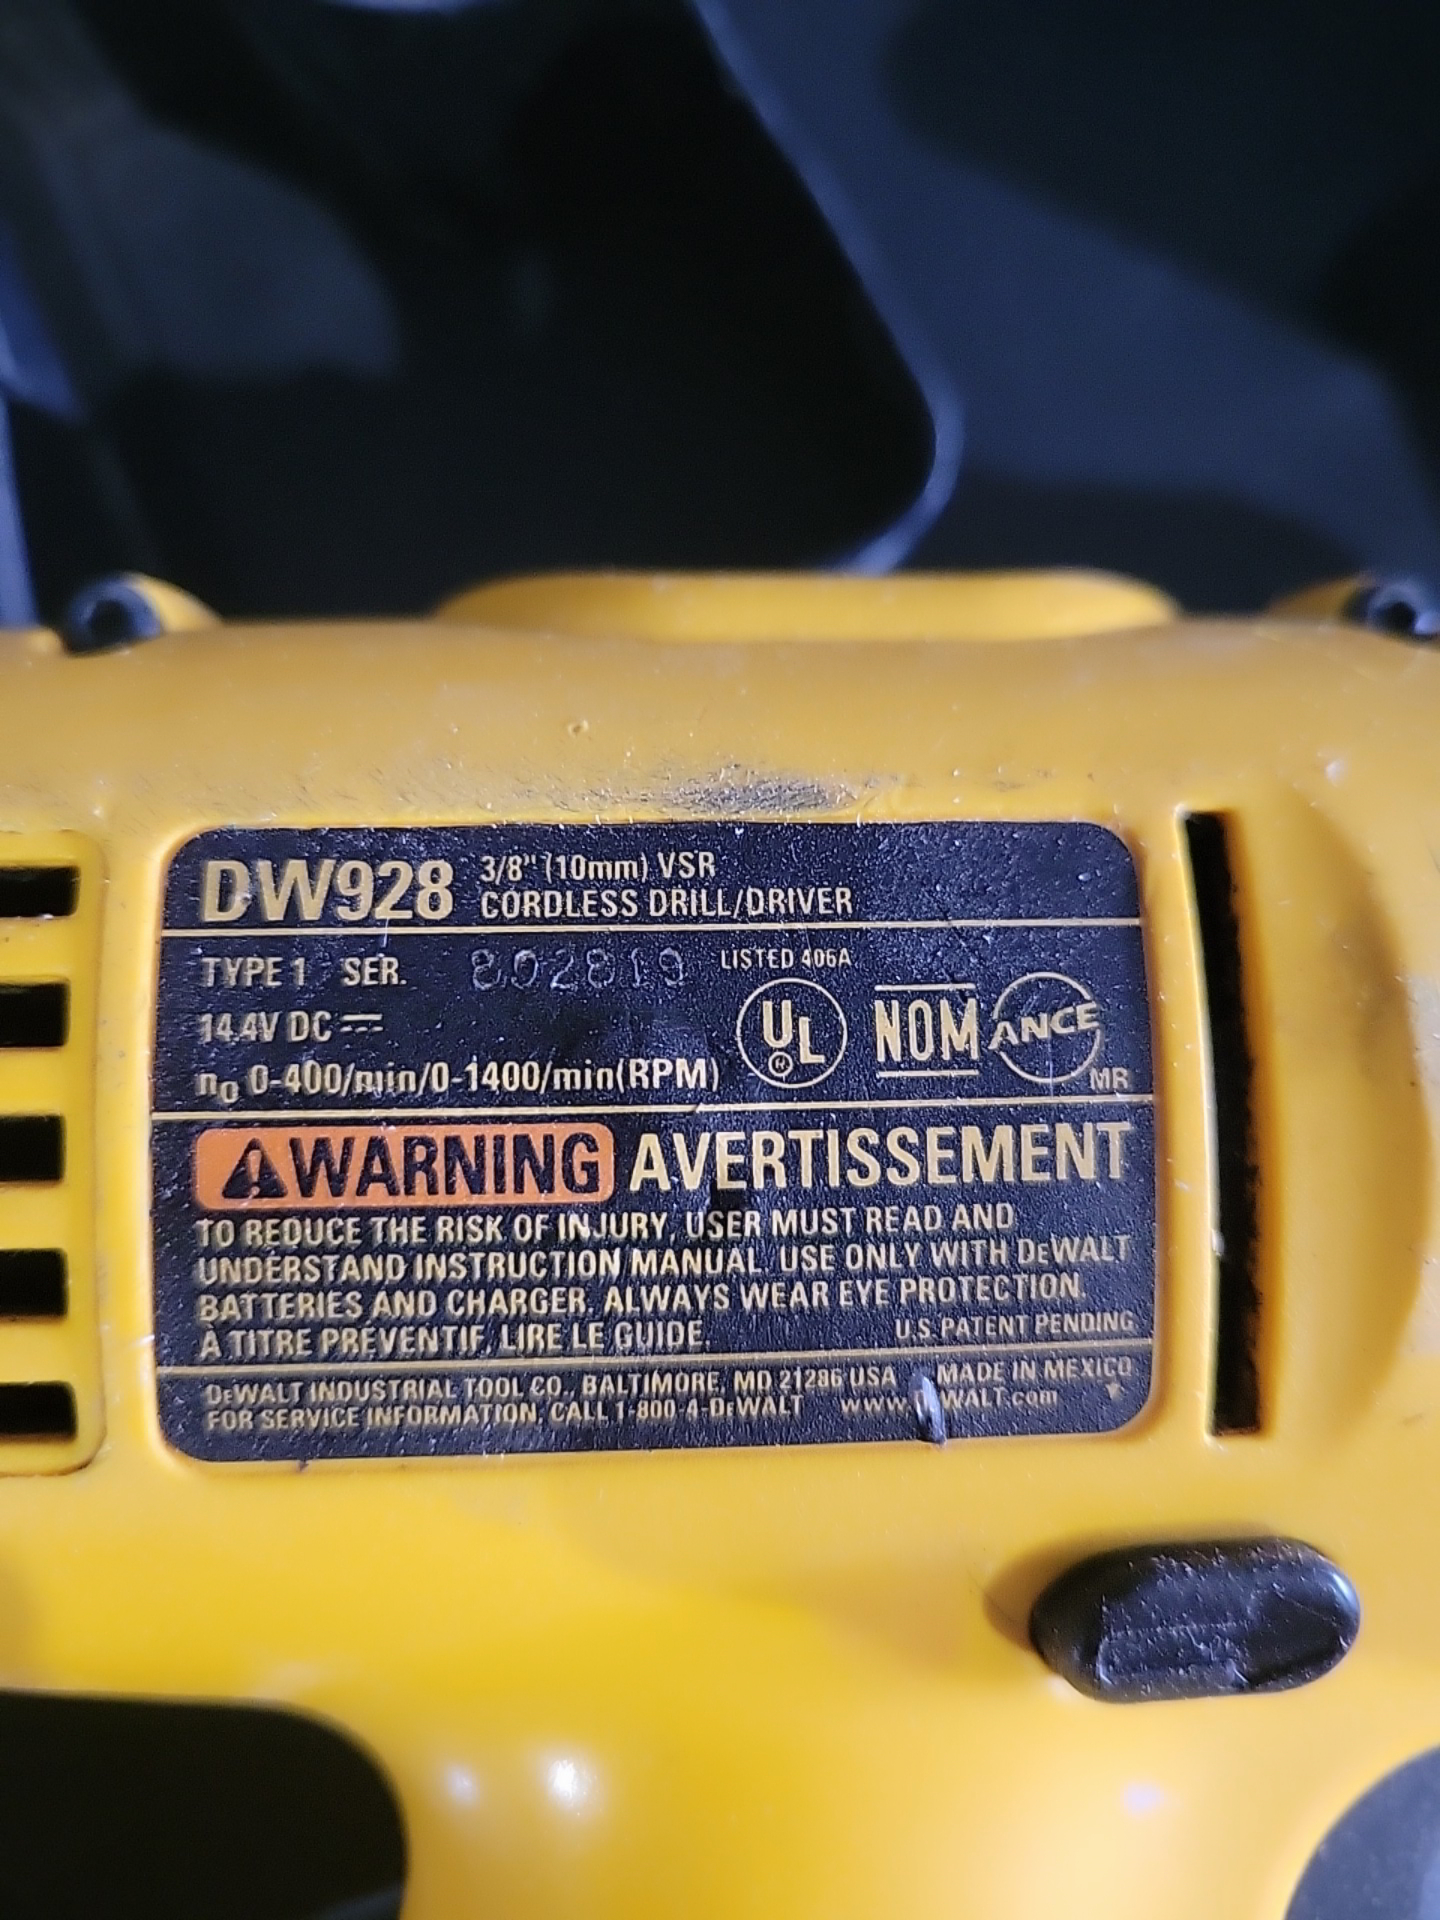 DW928 3/8" (10mm) VSR
CORDLESS DRILL/DRIVER
TYPE 1 SER. 802819 LISTED 406A
14.4V DC
n0 0-400/min/0-1400/min(RPM)
UL ®
NOM ANCE MR
WARNING AVERTISSEMENT
TO REDUCE THE RISK OF INJURY, USER MUST READ AND
UNDERSTAND INSTRUCTION MANUAL. USE ONLY WITH DEWALT
BATTERIES AND CHARGER. ALWAYS WEAR EYE PROTECTION.
À TITRE PRÉVENTIF, LIRE LE GUIDE.
U.S. PATENT PENDING
DEWALT INDUSTRIAL TOOL CO., BALTIMORE, MD 21286 USA MADE IN MEXICO
FOR SERVICE INFORMATION, CALL 1-800-4-DEWALT www. WALT.com